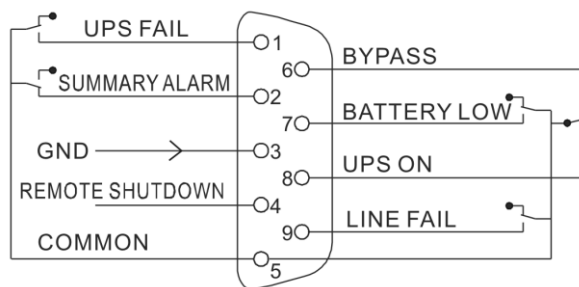 UPS FAIL
1
BYPASS
6
SUMMARY ALARM
2
BATTERY LOW
7
GND
3
UPS ON
8
REMOTE SHUTDOWN
4
LINE FAIL
9
COMMON
5